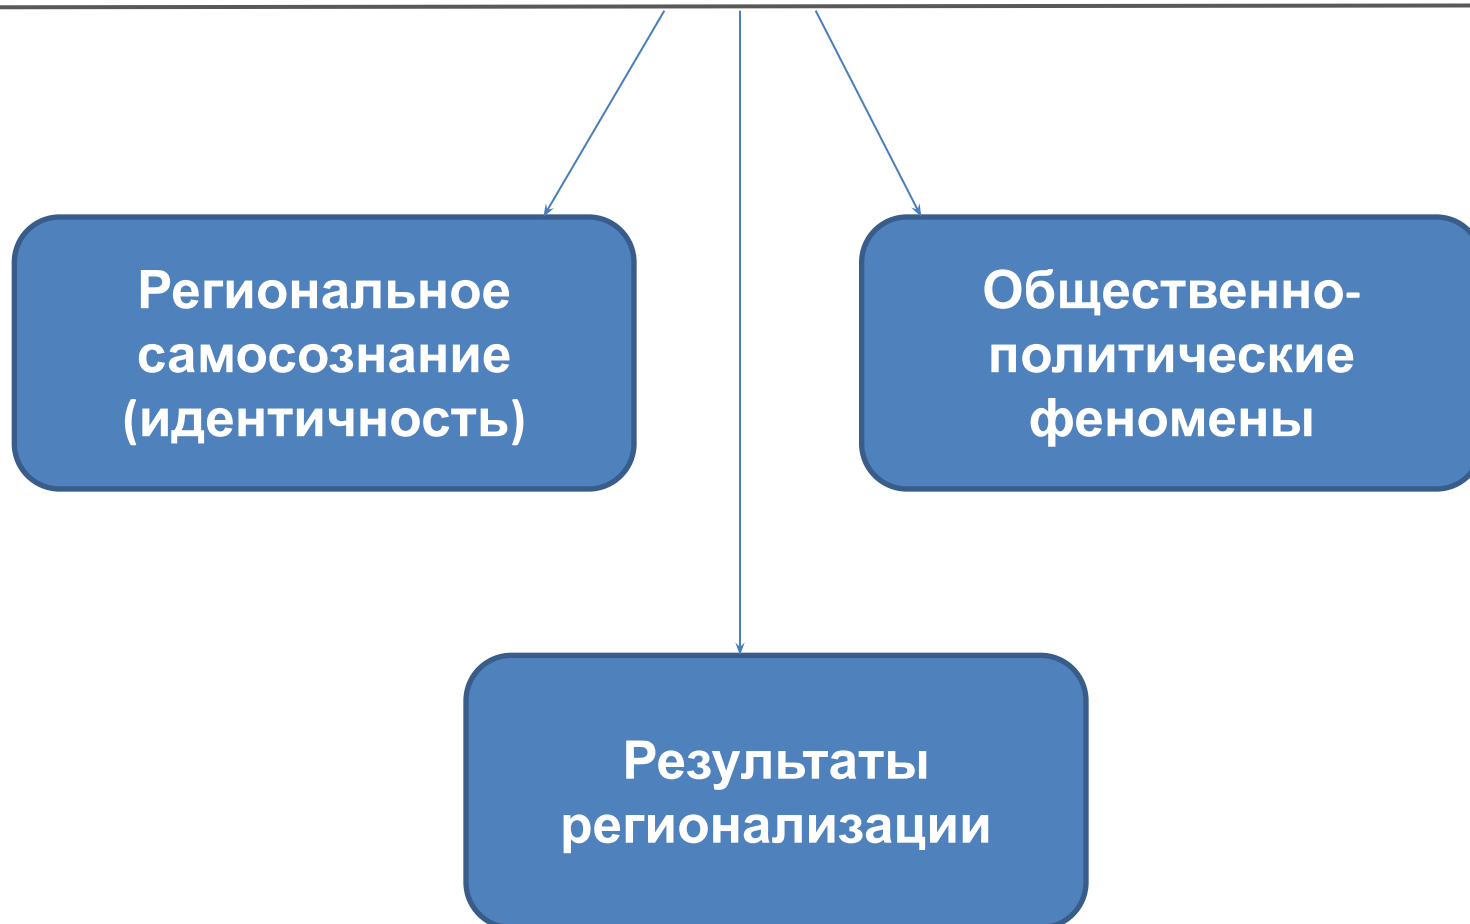 Региональное
самосознание
(идентичность)
Общественно-
политические
феномены
Результаты
регионализации